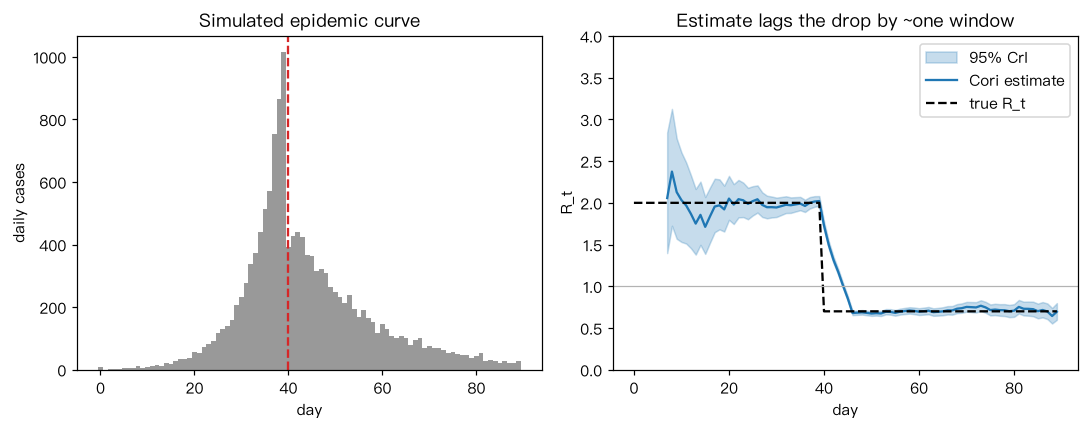 Simulated epidemic curve
daily cases
1000
800
600
400
200
0
0
20
40
60
80
day
Estimate lags the drop by ~one window
R_t
4.0
3.5
3.0
2.5
2.0
1.5
1.0
0.5
0.0
0
20
40
60
80
day
95% CrI
Cori estimate
true R_t